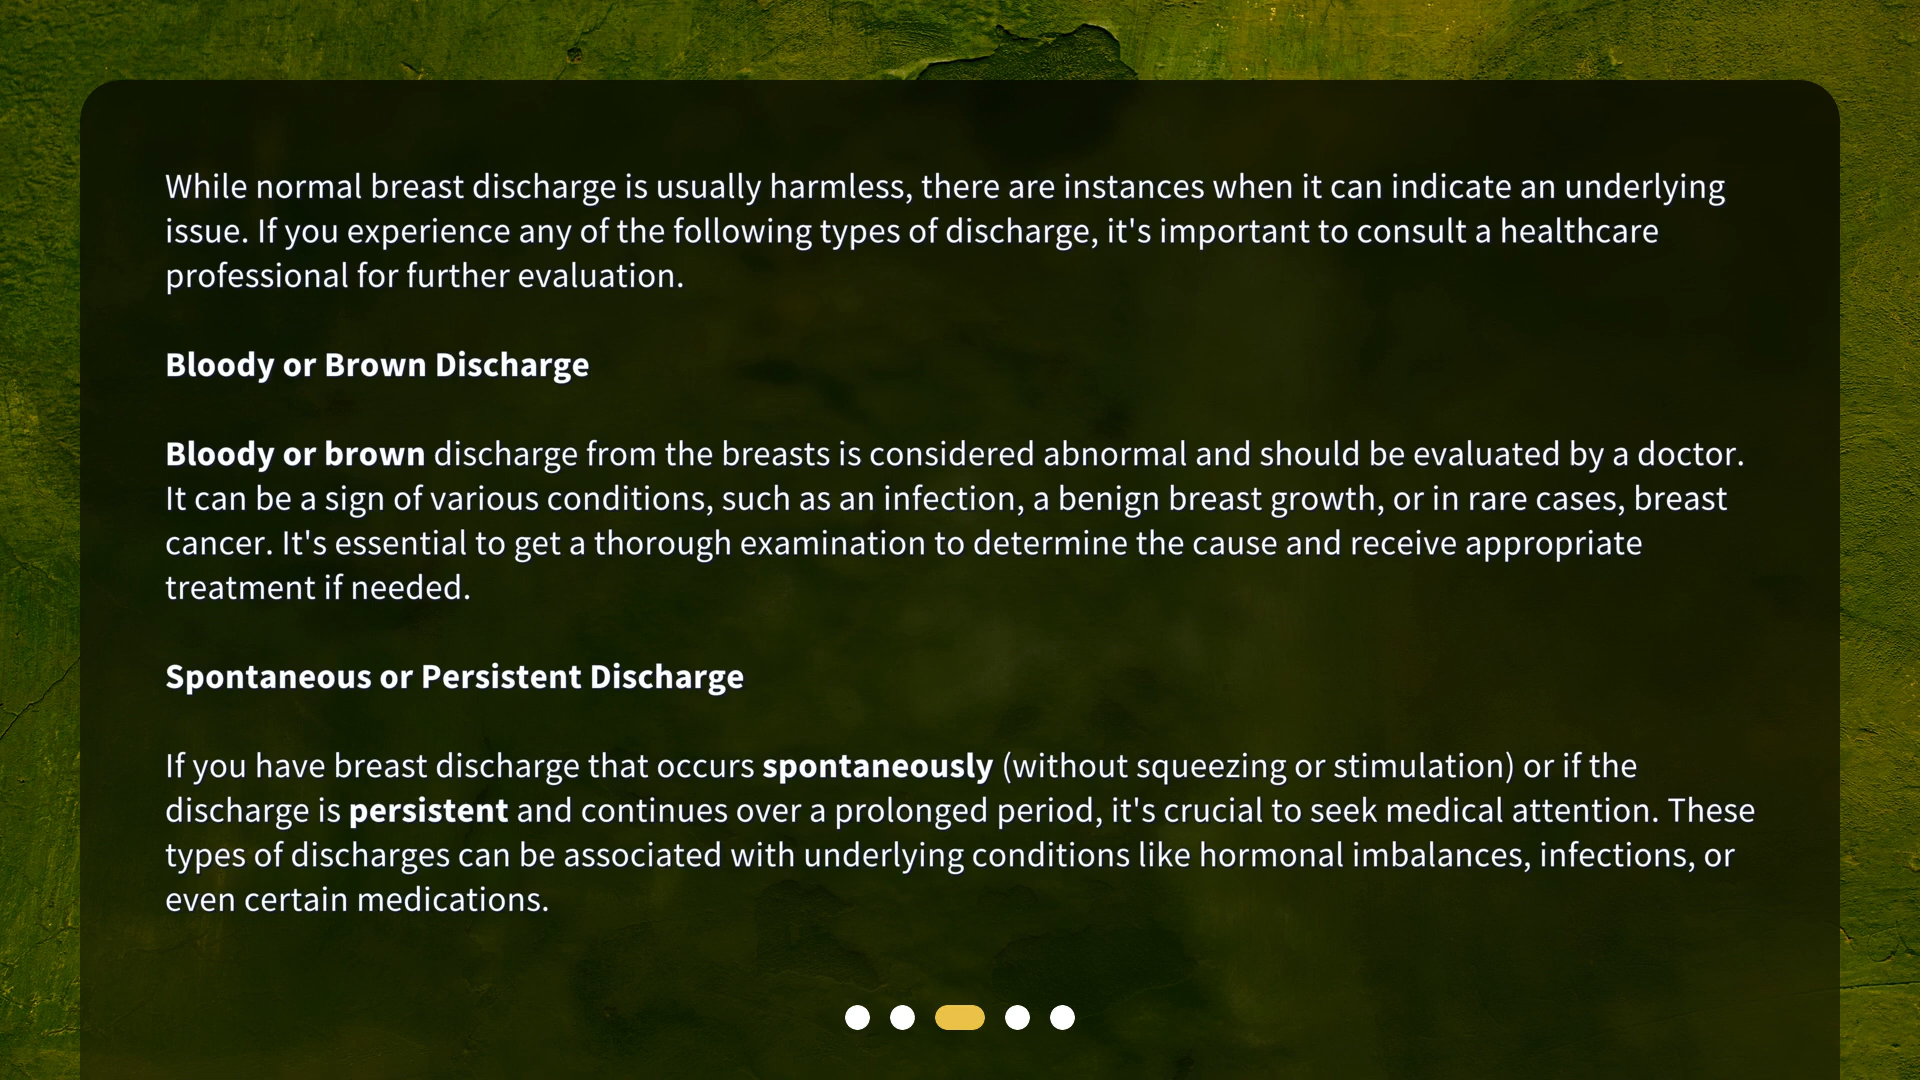 While normal breast discharge is usually harmless, there are instances when it can indicate an underlying
issue. If you experience any of the following types of discharge, it's important to consult a healthcare
professional for further evaluation.
Bloody or Brown Discharge
Bloody or brown discharge from the breasts is considered abnormal and should be evaluated by a doctor.
It can be a sign of various conditions, such as an infection, a benign breast growth, or in rare cases, breast
cancer. It's essential to get a thorough examination to determine the cause and receive appropriate
treatment if needed.
Spontaneous or Persistent Discharge
If you have breast discharge that occurs spontaneously (without squeezing or stimulation) or if the
discharge is persistent and continues over a prolonged period, it's crucial to seek medical attention. These
types of discharges can be associated with underlying conditions like hormonal imbalances, infections, or
even certain medications.